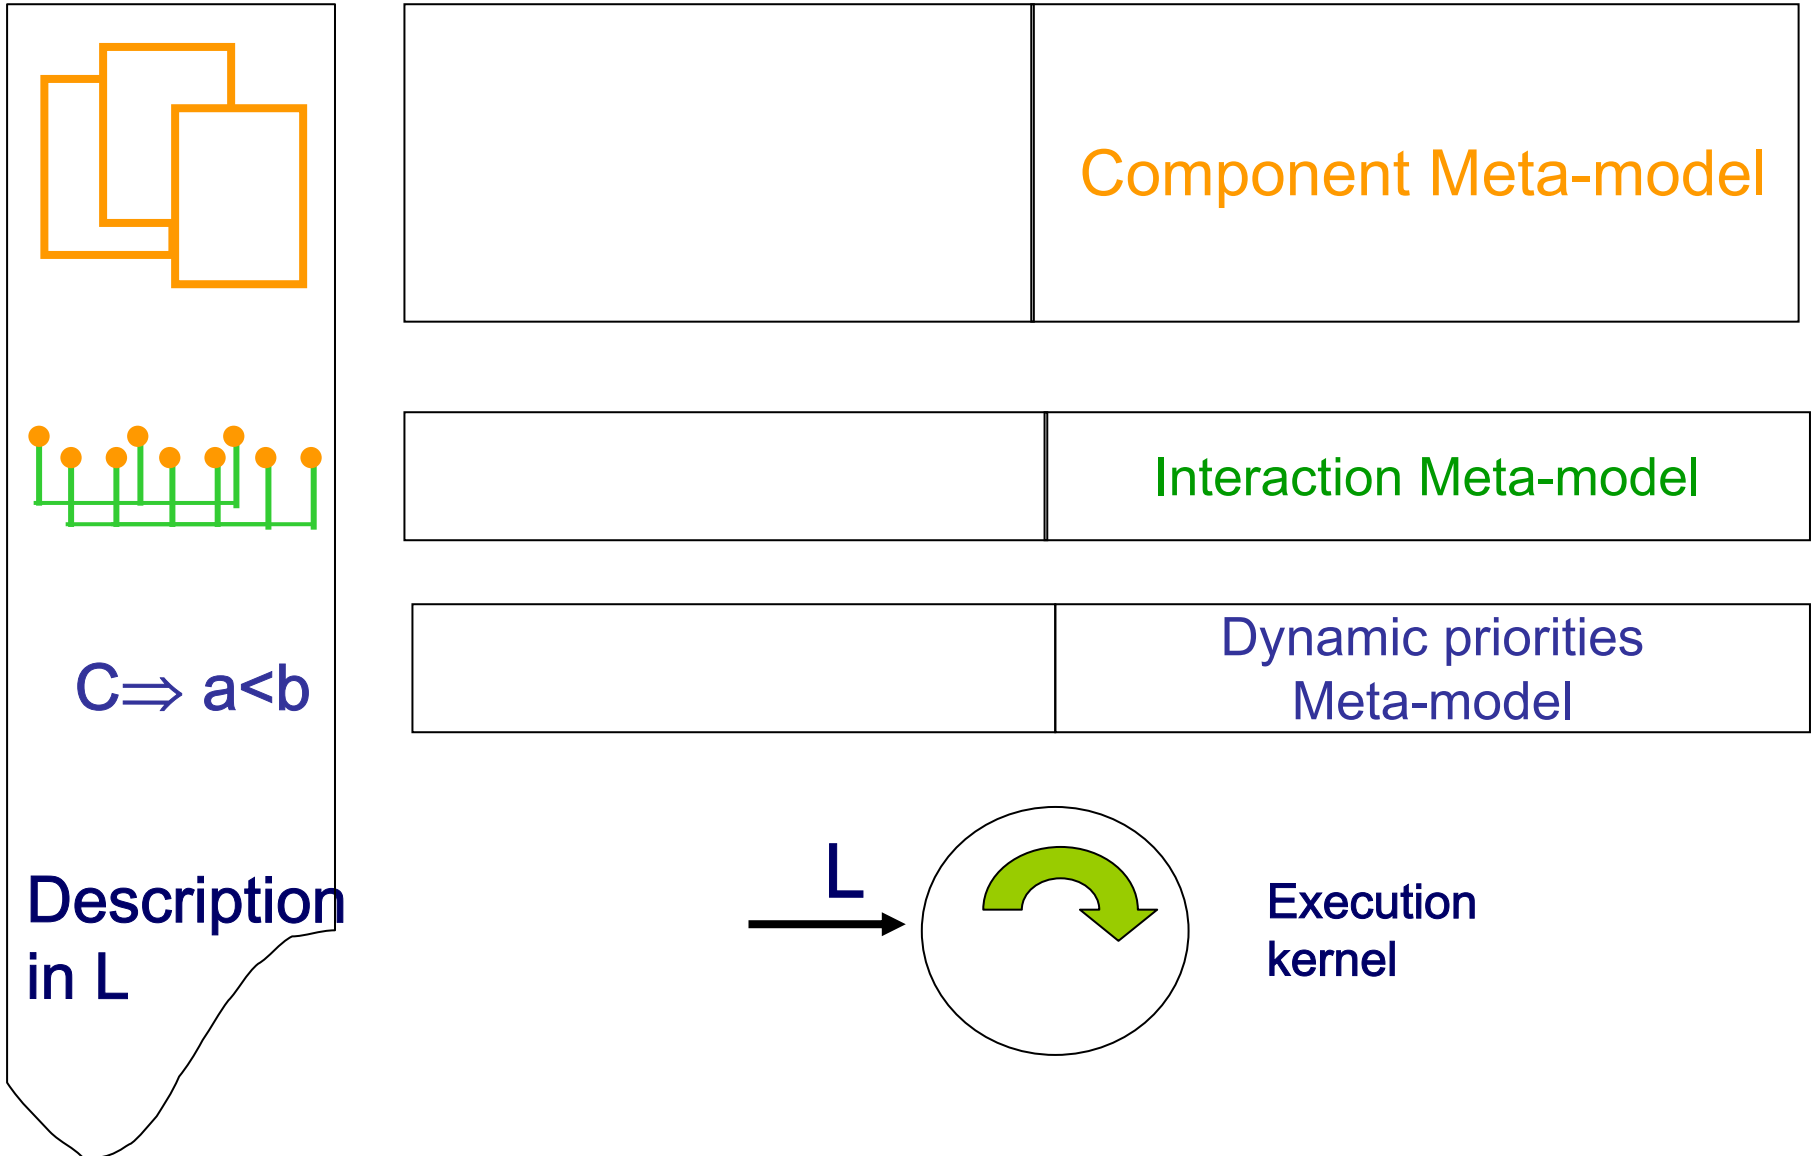 Component Meta-model
Interaction Meta-model
C⇒ a<b
Dynamic priorities
Meta-model
L
Description
in L
Execution
kernel